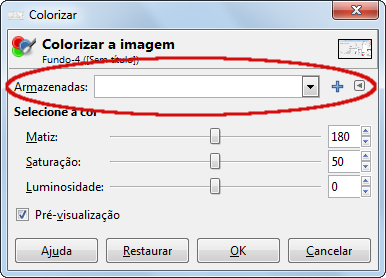 Colorizar
Colorizar a imagem
Fundo-4 ([Sem título])
Armazenadas:
Selecione a cor
Matiz: 180
Saturação: 50
Luminosidade: 0
Pré-visualização
Ajuda Restaurar OK Cancelar